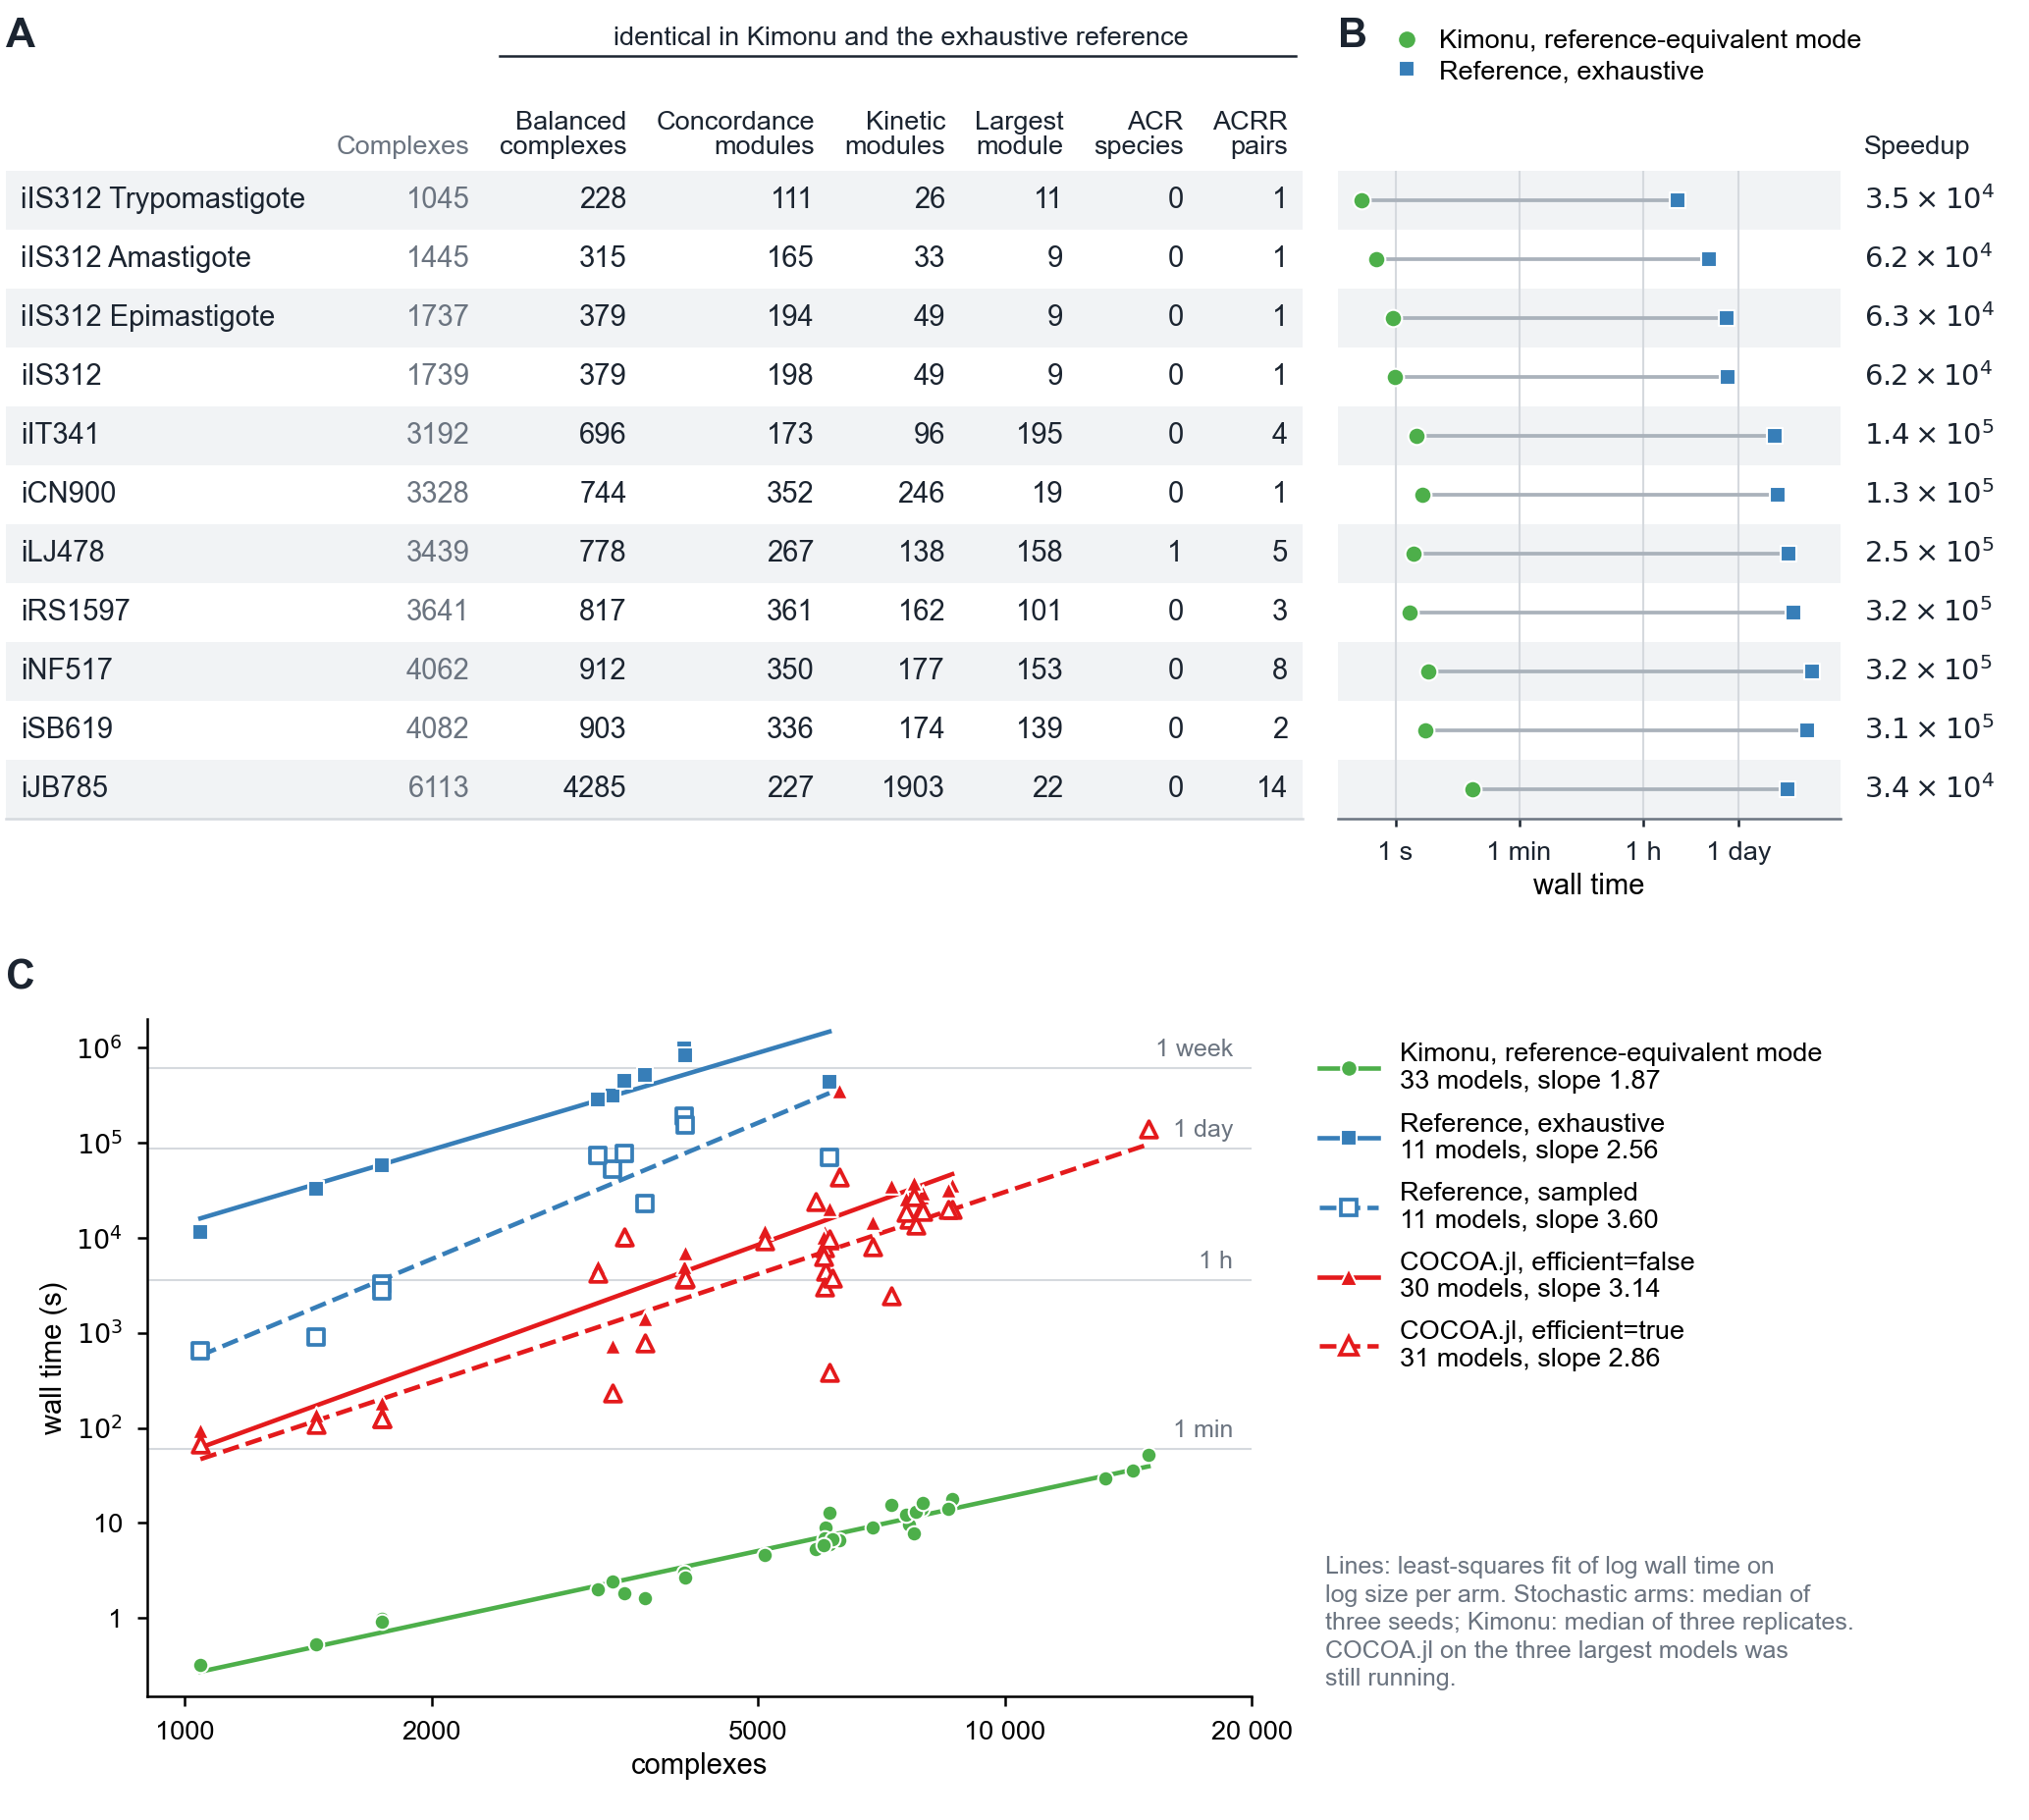 A
identical in Kimonu and the exhaustive reference
Complexes
Balanced complexes
Concordance modules
Kinetic modules
Largest module
ACR species
ACRR pairs
iIS312 Trypomastigote 1045 228 111 26 11 0 1
iIS312 Amastigote 1445 315 165 33 9 0 1
iIS312 Epimastigote 1737 379 194 49 9 0 1
iIS312 1739 379 198 49 9 0 1
iIT341 3192 696 173 96 195 0 4
iCN900 3328 744 352 246 19 0 1
iLJ478 3439 778 267 138 158 1 5
iRS1597 3641 817 361 162 101 0 3
iNF517 4062 912 350 177 153 0 8
iSB619 4082 903 336 174 139 0 2
iJB785 6113 4285 227 1903 22 0 14
B
Kimonu, reference-equivalent mode
Reference, exhaustive
Speedup
3.5 × 10⁴
6.2 × 10⁴
6.3 × 10⁴
6.2 × 10⁴
1.4 × 10⁵
1.3 × 10⁵
2.5 × 10⁵
3.2 × 10⁵
3.2 × 10⁵
3.1 × 10⁵
3.4 × 10⁴
1 s 1 min 1 h 1 day
wall time
C
10⁶
10⁵
10⁴
10³
10²
10
1
wall time (s)
1 week
1 day
1 h
1 min
1000 2000 5000 10 000 20 000
complexes
Kimonu, reference-equivalent mode
33 models, slope 1.87
Reference, exhaustive
11 models, slope 2.56
Reference, sampled
11 models, slope 3.60
COCOA.jl, efficient=false
30 models, slope 3.14
COCOA.jl, efficient=true
31 models, slope 2.86
Lines: least-squares fit of log wall time on
log size per arm. Stochastic arms: median of
three seeds; Kimonu: median of three replicates.
COCOA.jl on the three largest models was
still running.